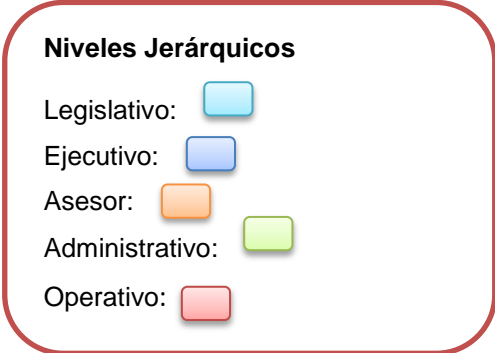 Niveles Jerárquicos
Legislativo:
Ejecutivo:
Asesor:
Administrativo:
Operativo: